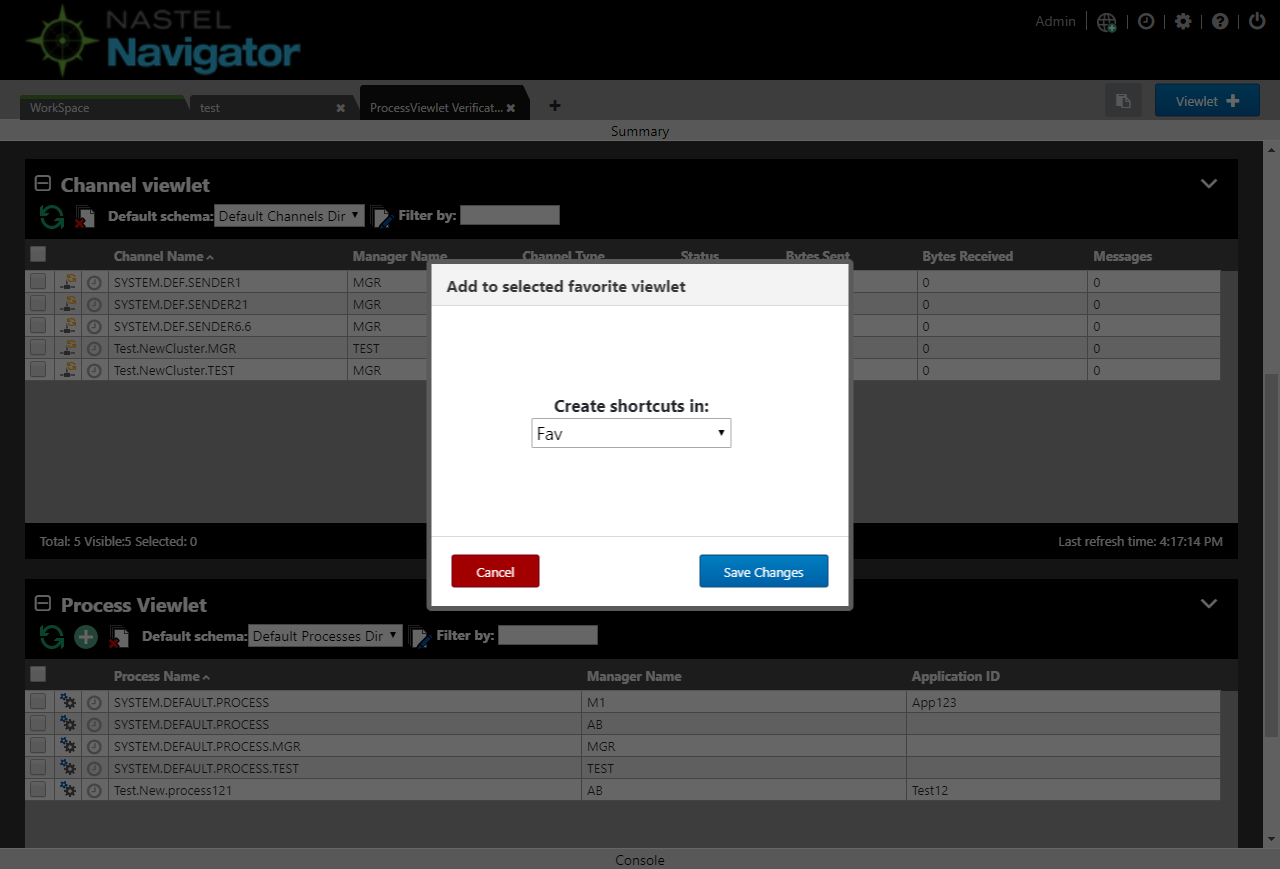 NASTEL
Navigator
Admin
WorkSpace test ProcessViewlet Verificat...
Viewlet
Summary
Channel viewlet
Default schema: Default Channels Dir Filter by:
Channel Name Manager Name Channel Type Status Bytes Sent Bytes Received Messages
SYSTEM.DEF.SENDER1 MGR 0 0
SYSTEM.DEF.SENDER21 MGR 0 0
SYSTEM.DEF.SENDER6.6 MGR 0 0
Test.NewCluster.MGR TEST 0 0
Test.NewCluster.TEST MGR 0 0
Total: 5 Visible:5 Selected: 0
Last refresh time: 4:17:14 PM
Add to selected favorite viewlet
Create shortcuts in:
Fav
Cancel Save Changes
Process Viewlet
Default schema: Default Processes Dir Filter by:
Process Name Manager Name Application ID
SYSTEM.DEFAULT.PROCESS M1 App123
SYSTEM.DEFAULT.PROCESS AB
SYSTEM.DEFAULT.PROCESS.MGR MGR
SYSTEM.DEFAULT.PROCESS.TEST TEST
Test.New.process121 AB Test12
Console